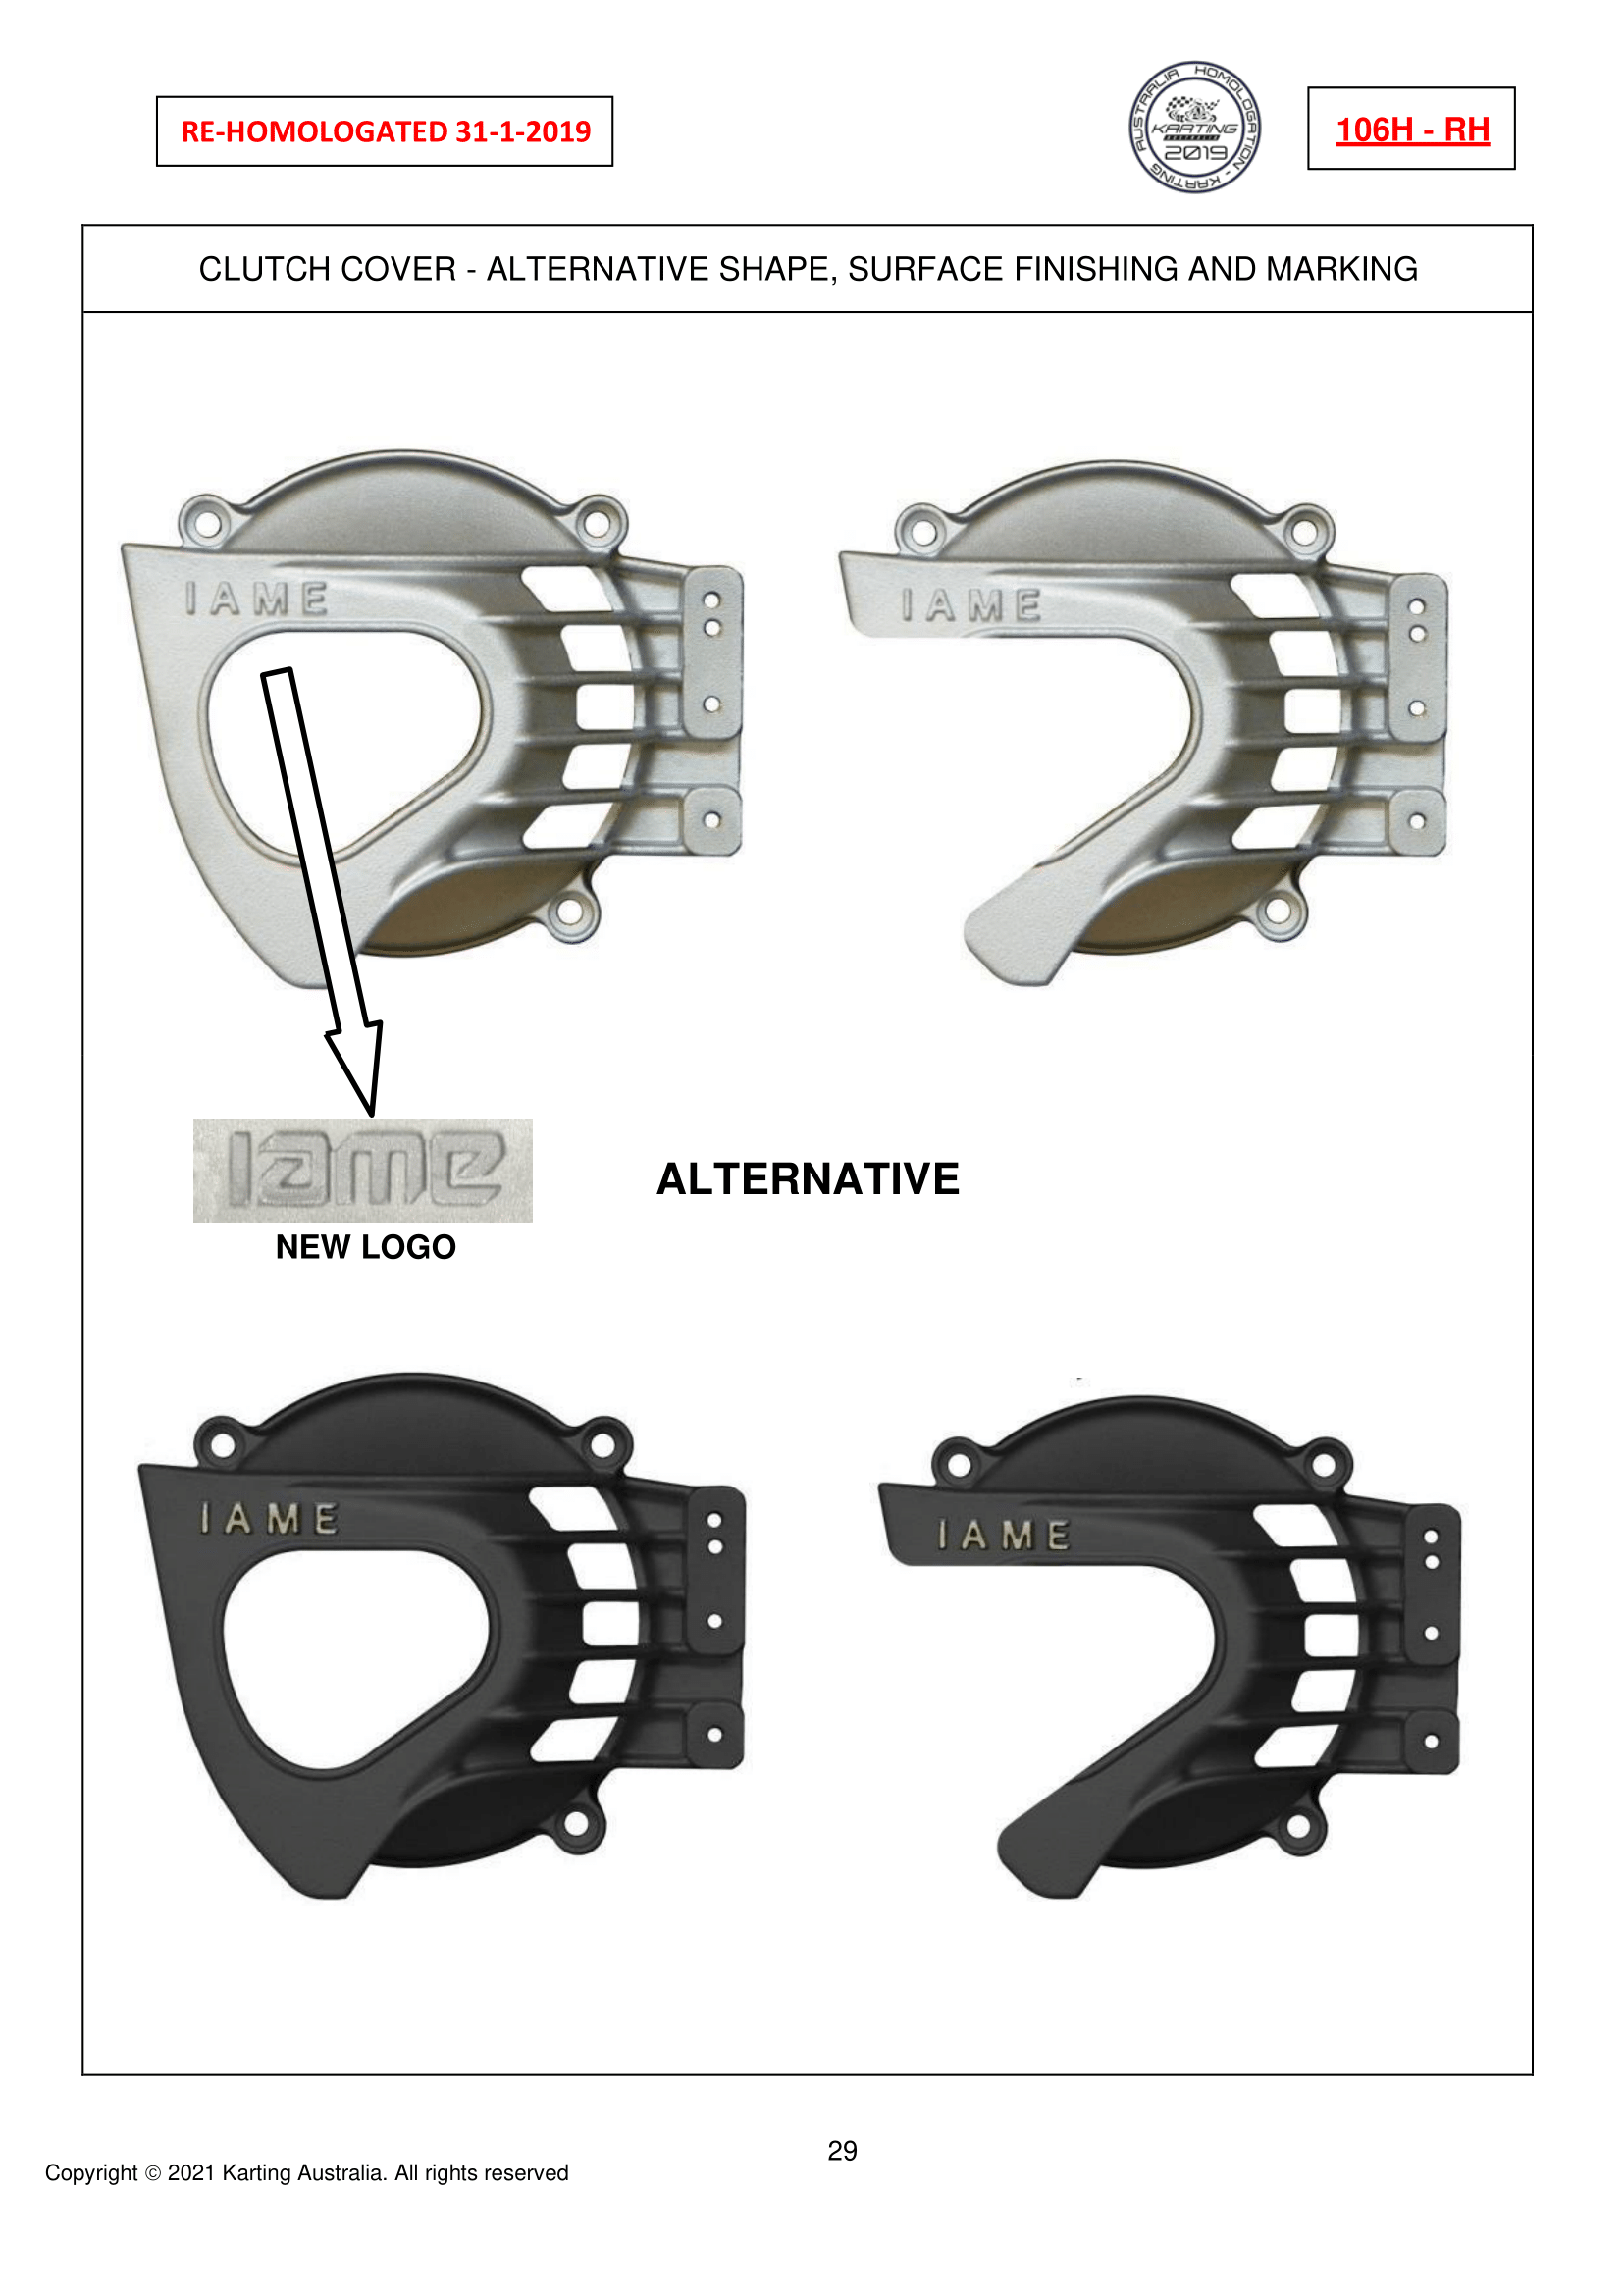 RE-HOMOLOGATED 31-1-2019
AUSTRALIA HOMOLOGATION - KARTING
KARTING
AUSTRALIA
2019
106H - RH
CLUTCH COVER - ALTERNATIVE SHAPE, SURFACE FINISHING AND MARKING
IAME
IAME
iame
ALTERNATIVE
NEW LOGO
IAME
IAME
29
Copyright © 2021 Karting Australia. All rights reserved